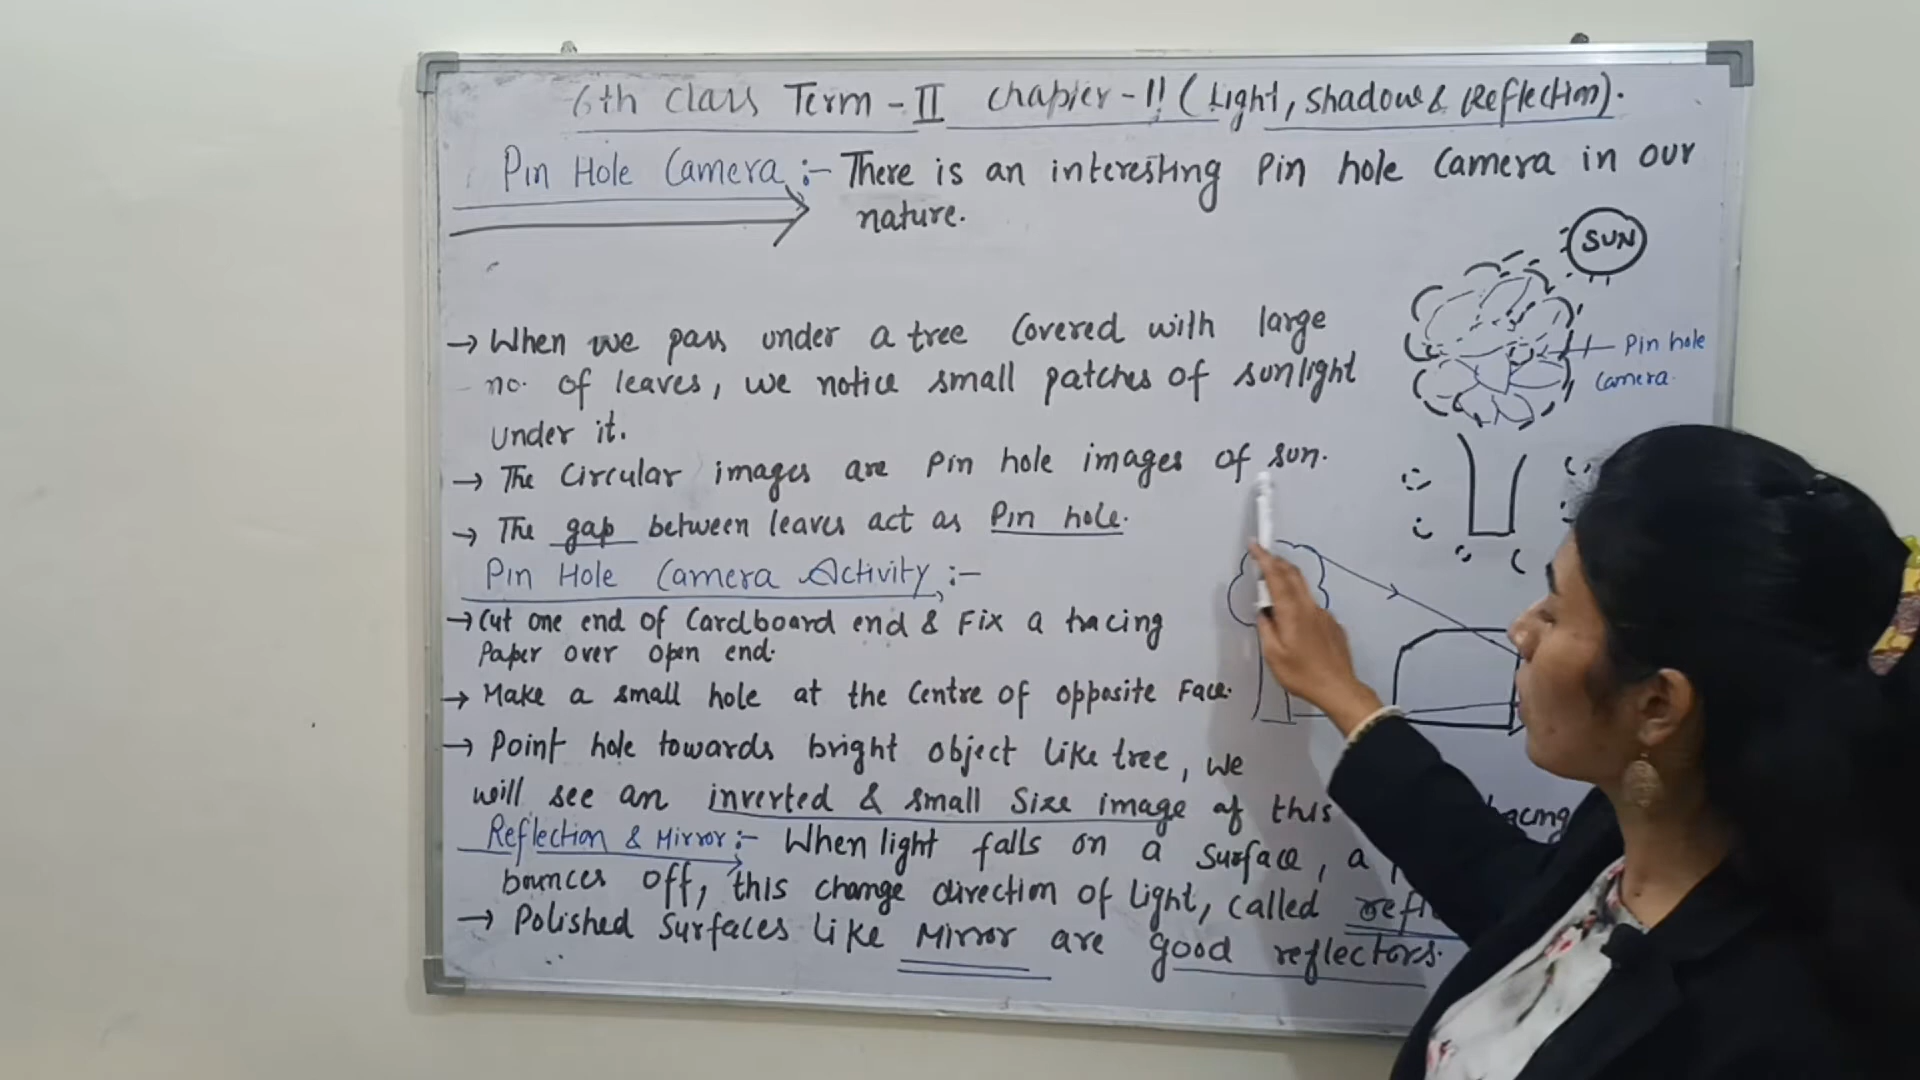 6th Class Term - II Chapter - 11 (Light, Shadow & Reflection).
Pin Hole Camera :- There is an interesting Pin hole Camera in our
nature.
SUN
Pin hole
Camera.
→ When we pass under a tree Covered with large
no. of leaves, we notice small patches of sunlight
Under it.
→ The Circular images are Pin hole images of sun.
→ The gap between leaves act as Pin hole.
Pin Hole Camera Activity :-
→ Cut one end of Cardboard end & Fix a tracing
Paper over open end.
→ Make a small hole at the Centre of opposite Face.
→ Point hole towards bright object like tree, we
will see an inverted & small Size image of this
Reflection & Mirror :- When light falls on a Surface, a
bounces off, this change direction of Light, called
→ Polished Surfaces Like Mirror are good reflectors.